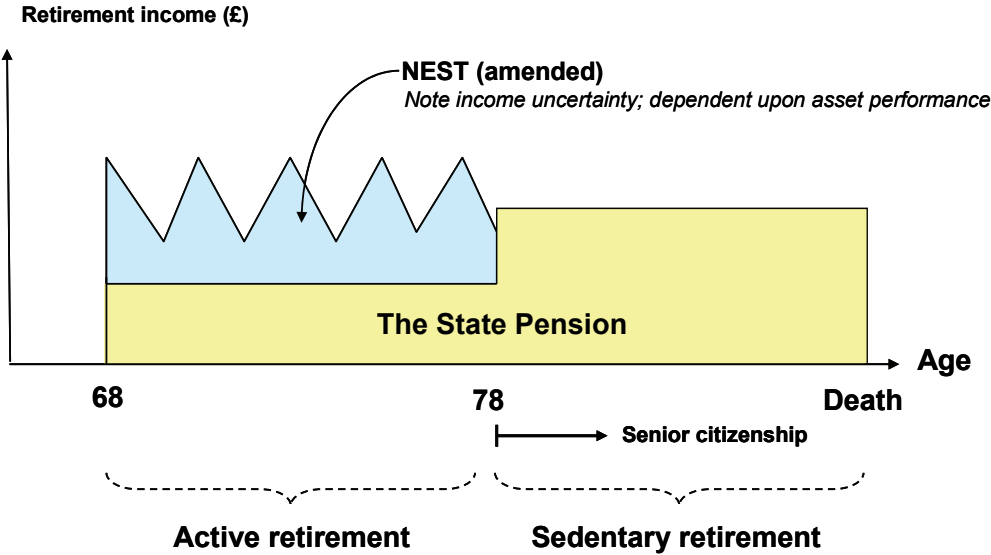 Retirement income (£)
NEST (amended)
Note income uncertainty; dependent upon asset performance
The State Pension
Age
68
78
Death
Senior citizenship
Active retirement
Sedentary retirement